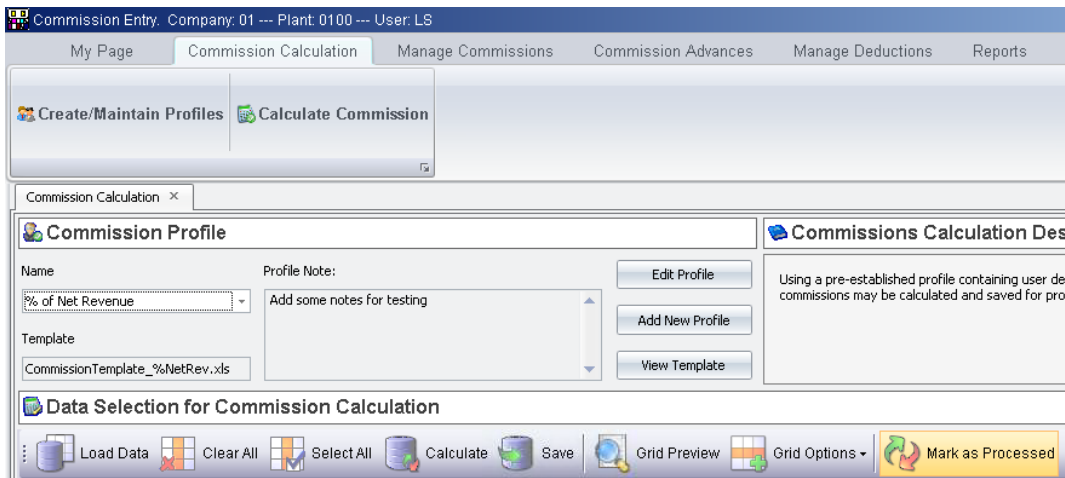 Commission Entry. Company: 01 --- Plant: 0100 --- User: LS
My Page Commission Calculation Manage Commissions Commission Advances Manage Deductions Reports
Create/Maintain Profiles Calculate Commission
Commission Calculation ×
Commission Profile Commissions Calculation Des
Name Profile Note: Edit Profile Using a pre-established profile containing user de
% of Net Revenue Add some notes for testing commissions may be calculated and saved for pro
Add New Profile
Template
CommissionTemplate_%NetRev.xls View Template
Data Selection for Commission Calculation
Load Data Clear All Select All Calculate Save Grid Preview Grid Options Mark as Processed